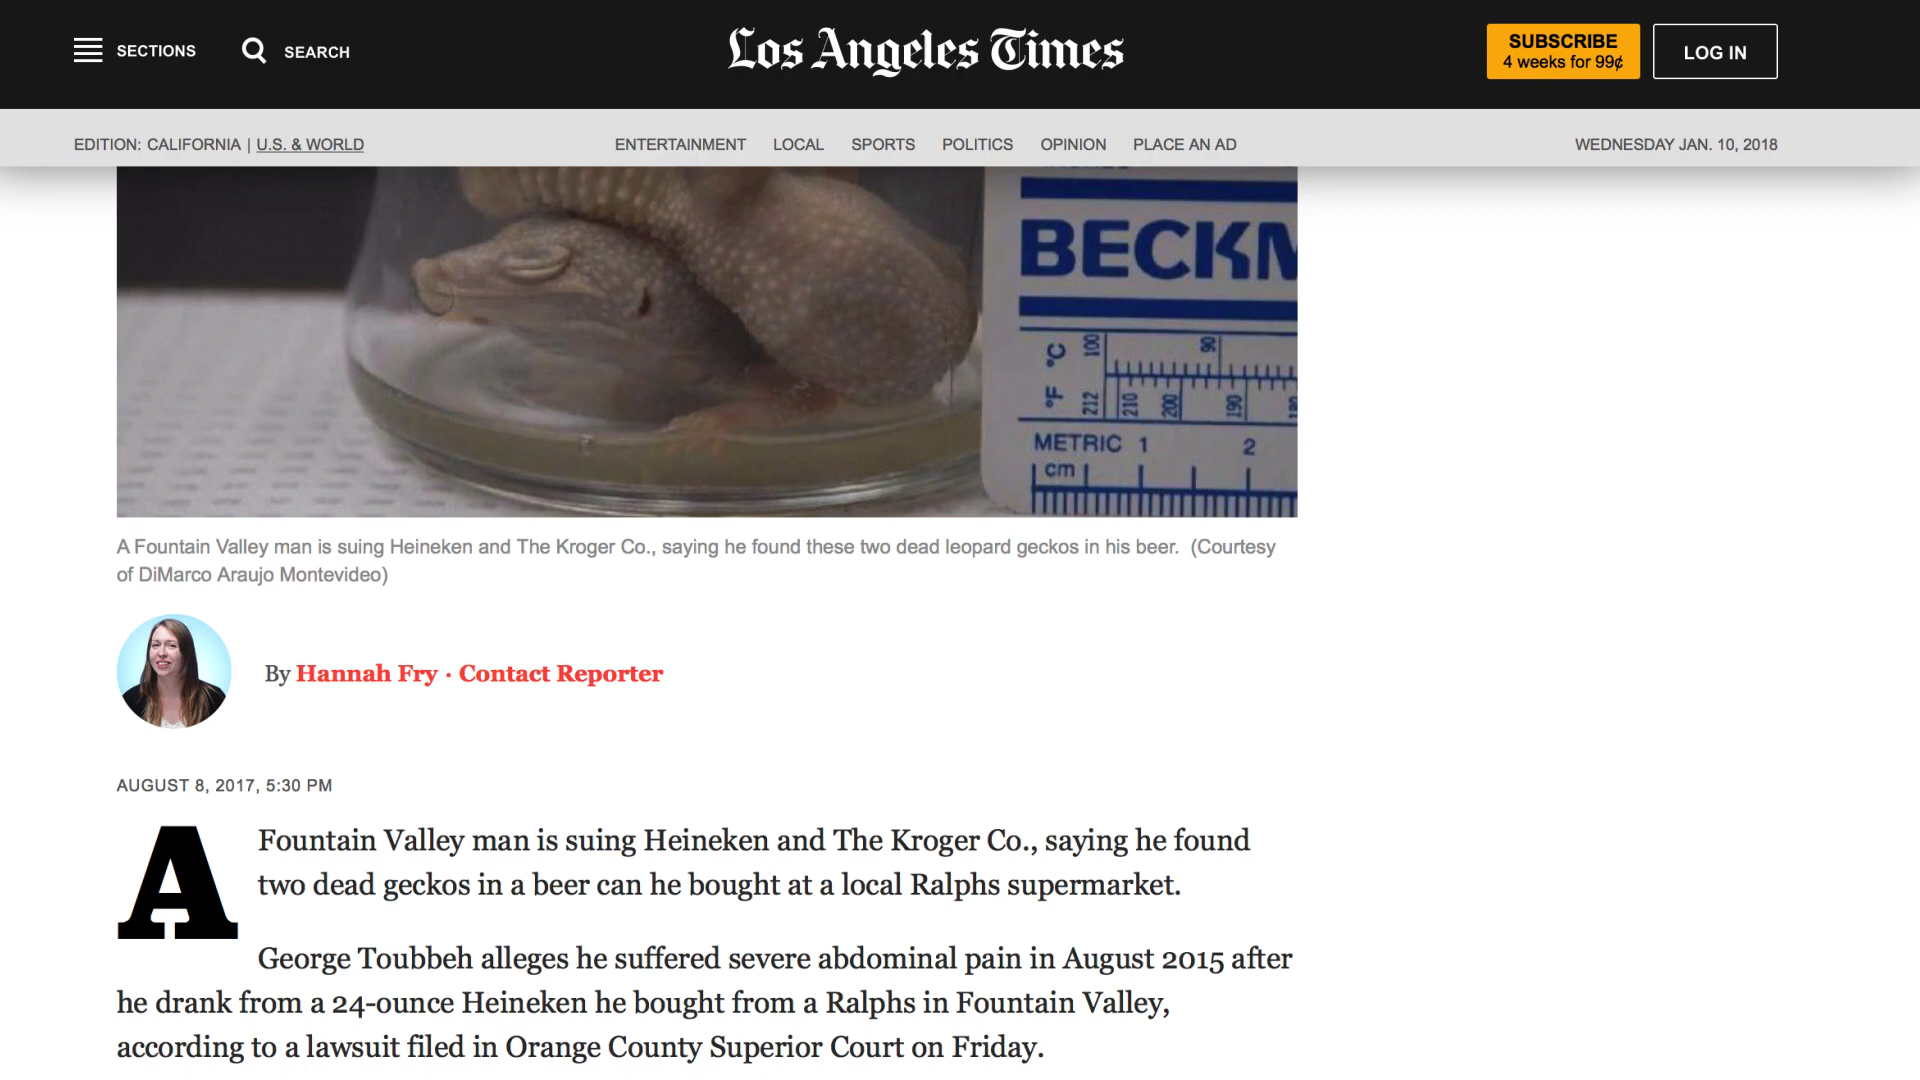 SECTIONS
SEARCH
Los Angeles Times
SUBSCRIBE
4 weeks for 99¢
LOG IN
EDITION: CALIFORNIA | U.S. & WORLD
ENTERTAINMENT LOCAL SPORTS POLITICS OPINION PLACE AN AD
WEDNESDAY JAN. 10, 2018
BECKM
°C 100 90
°F 212 210 200 190
METRIC 1 2
cm
A Fountain Valley man is suing Heineken and The Kroger Co., saying he found these two dead leopard geckos in his beer. (Courtesy
of DiMarco Araujo Montevideo)
By Hannah Fry · Contact Reporter
AUGUST 8, 2017, 5:30 PM
A Fountain Valley man is suing Heineken and The Kroger Co., saying he found
two dead geckos in a beer can he bought at a local Ralphs supermarket.
George Toubbeh alleges he suffered severe abdominal pain in August 2015 after
he drank from a 24-ounce Heineken he bought from a Ralphs in Fountain Valley,
according to a lawsuit filed in Orange County Superior Court on Friday.